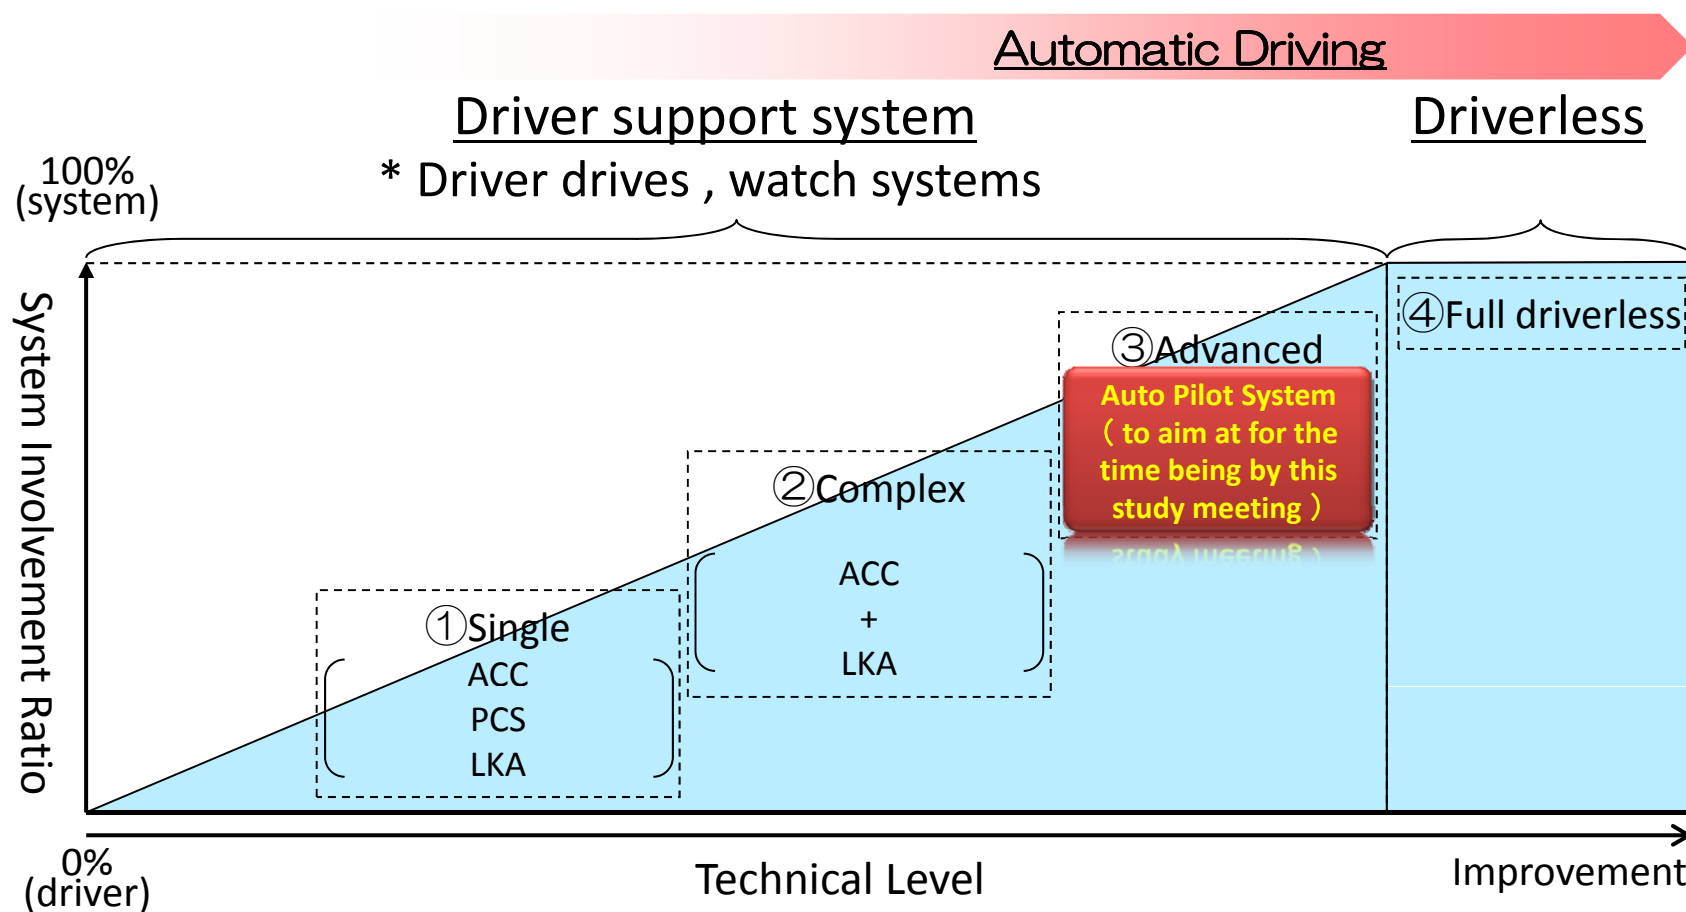 Automatic Driving
Driver support system
Driverless
* Driver drives , watch systems
100%
(system)
System Involvement Ratio
④Full driverless
③Advanced
Auto Pilot System
( to aim at for the
time being by this
study meeting )
②Complex
ACC
+
LKA
①Single
ACC
PCS
LKA
0%
(driver)
Technical Level
Improvement